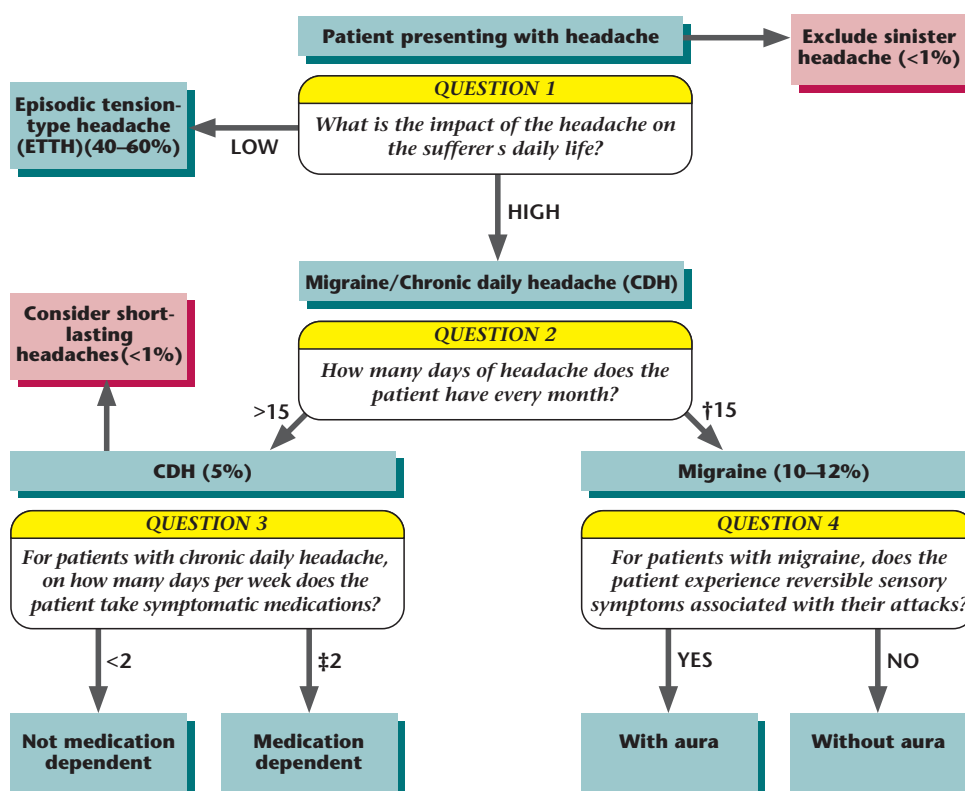 Patient presenting with headache
Exclude sinister
headache (<1%)
QUESTION 1
What is the impact of the headache on
the sufferer s daily life?
Episodic tension-
type headache
(ETTH)(40–60%)
LOW
HIGH
Migraine/Chronic daily headache (CDH)
Consider short-
lasting
headaches(<1%)
QUESTION 2
How many days of headache does the
patient have every month?
>15
†15
CDH (5%)
Migraine (10–12%)
QUESTION 3
For patients with chronic daily headache,
on how many days per week does the
patient take symptomatic medications?
QUESTION 4
For patients with migraine, does the
patient experience reversible sensory
symptoms associated with their attacks?
<2
‡2
YES
NO
Not medication
dependent
Medication
dependent
With aura
Without aura